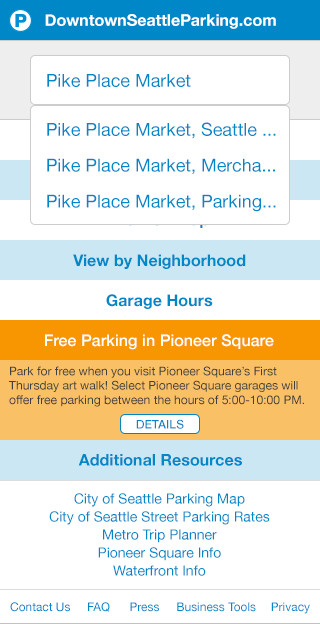 P DowntownSeattleParking.com
Pike Place Market
Pike Place Market, Seattle ...
Pike Place Market, Mercha...
Pike Place Market, Parking...
View by Neighborhood
Garage Hours
Free Parking in Pioneer Square
Park for free when you visit Pioneer Square's First
Thursday art walk! Select Pioneer Square garages will
offer free parking between the hours of 5:00-10:00 PM.
DETAILS
Additional Resources
City of Seattle Parking Map
City of Seattle Street Parking Rates
Metro Trip Planner
Pioneer Square Info
Waterfront Info
Contact Us FAQ Press Business Tools Privacy